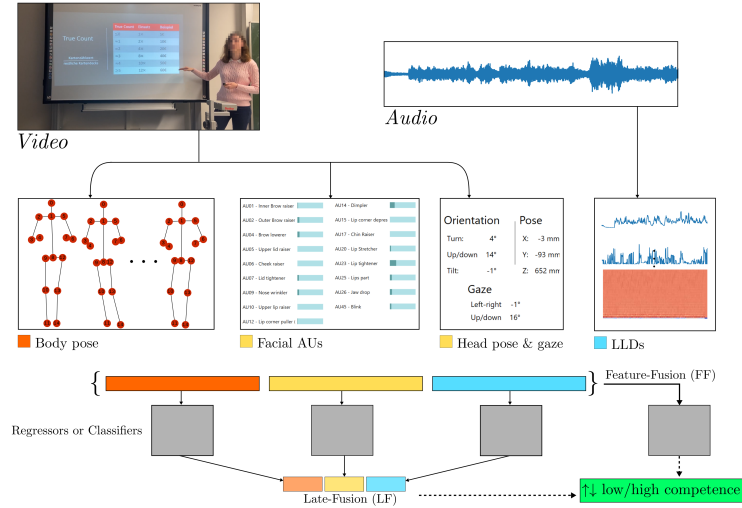 True Count:
Video
Audio
AU01 - Inner Brow raiser
AU02 - Outer Brow raiser
AU04 - Brow lowerer
AU05 - Upper lid raiser
AU06 - Cheek raiser
AU07 - Lid tightener
AU09 - Nose wrinkler
AU10 - Upper lip raiser
AU12 - Lip corner puller (
AU14 - Dimpler
AU15 - Lip corner depres
AU17 - Chin Raiser
AU20 - Lip Stretcher
AU23 - Lip tightener
AU25 - Lips part
AU26 - Jaw drop
AU45 - Blink
Orientation
Turn: 4°
Up/down 14°
Tilt: -1°
Pose
X: -3 mm
Y: -93 mm
Z: 652 mm
Gaze
Left-right -1°
Up/down 16°
Body pose
Facial AUs
Head pose & gaze
LLDs
{ }
Feature-Fusion (FF)
Regressors or Classifiers
Late-Fusion (LF)
↑↓ low/high competence